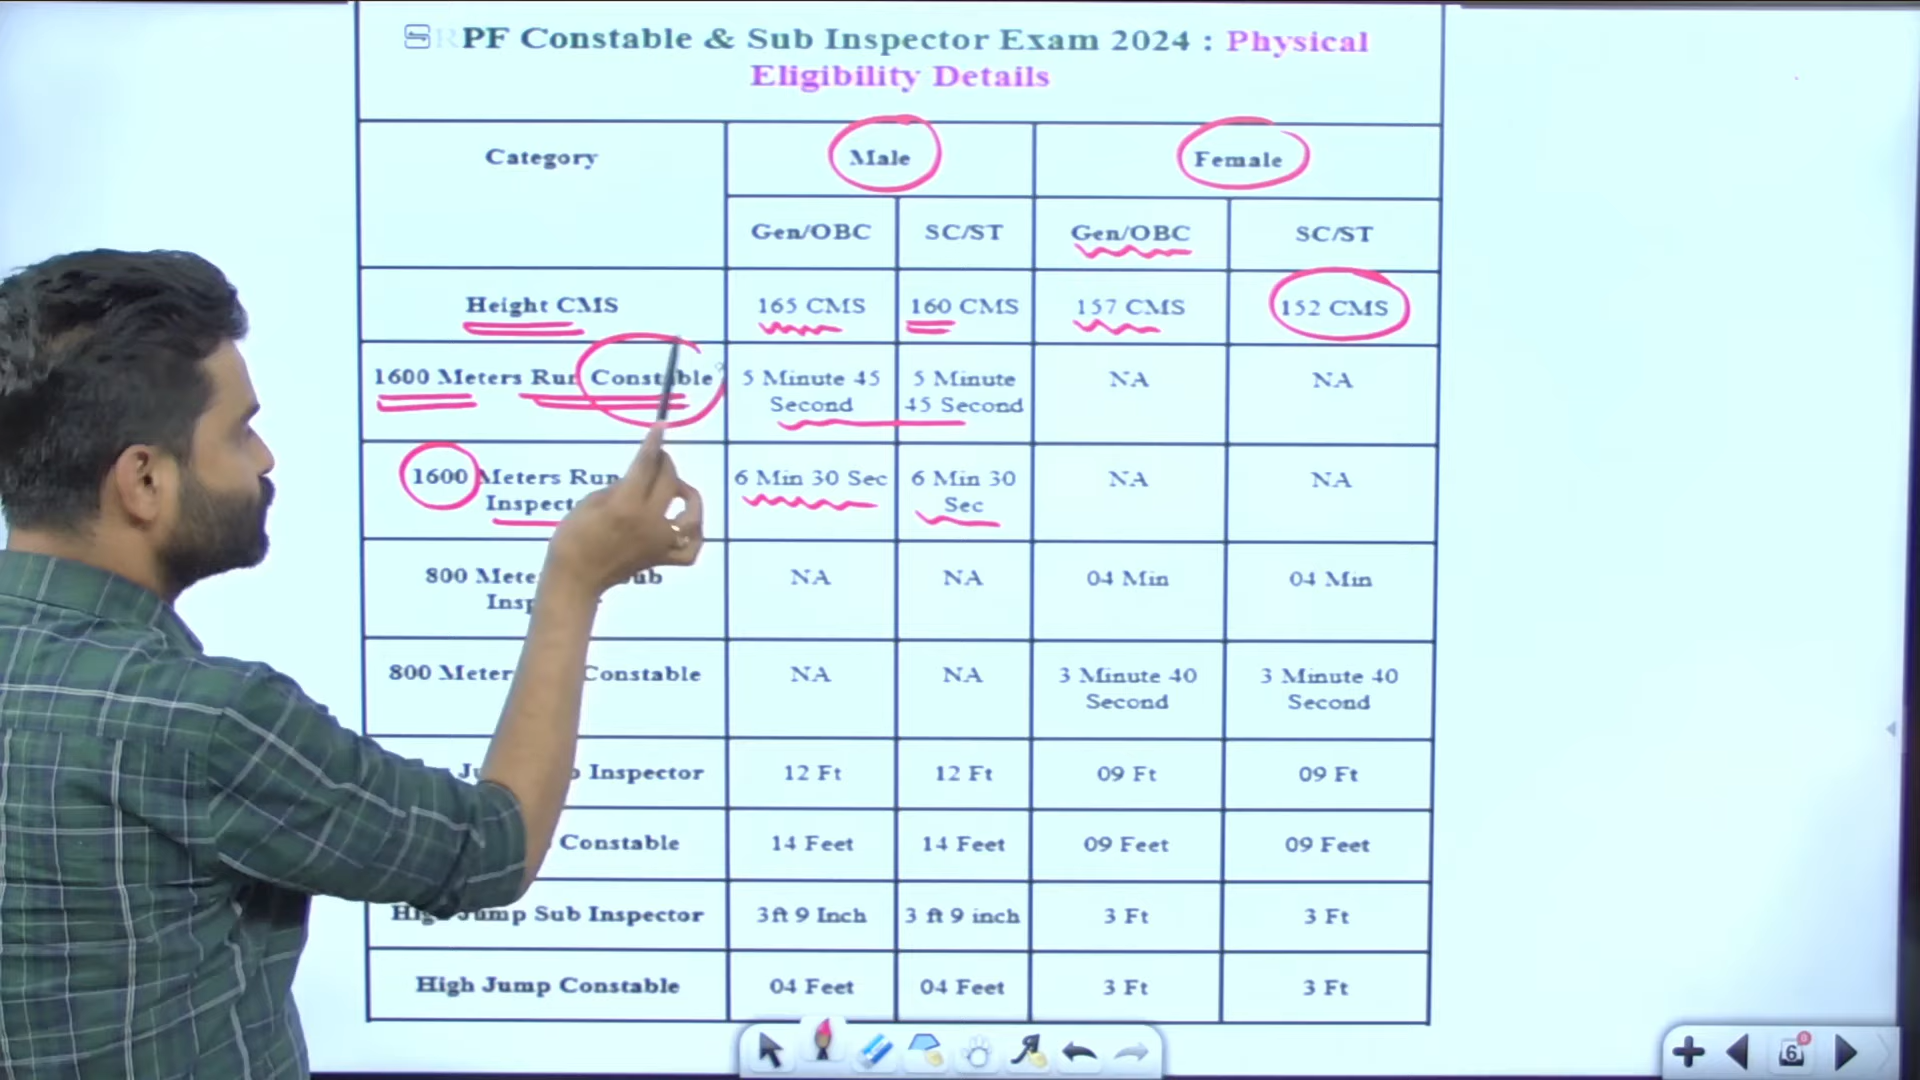 RPF Constable & Sub Inspector Exam 2024 : Physical
Eligibility Details
Category
Male
Female
Gen/OBC
SC/ST
Gen/OBC
SC/ST
Height CMS
165 CMS
160 CMS
157 CMS
152 CMS
1600 Meters Run Constable
5 Minute 45
Second
5 Minute
45 Second
NA
NA
1600 Meters Run
6 Min 30 Sec
6 Min 30
Sec
NA
NA
800
NA
NA
04 Min
04 Min
800 Constable
NA
NA
3 Minute 40
Second
3 Minute 40
Second
Inspector
12 Ft
12 Ft
09 Ft
09 Ft
Constable
14 Feet
14 Feet
09 Feet
09 Feet
High Jump Sub Inspector
3ft 9 Inch
3 ft 9 inch
3 Ft
3 Ft
High Jump Constable
04 Feet
04 Feet
3 Ft
3 Ft
6